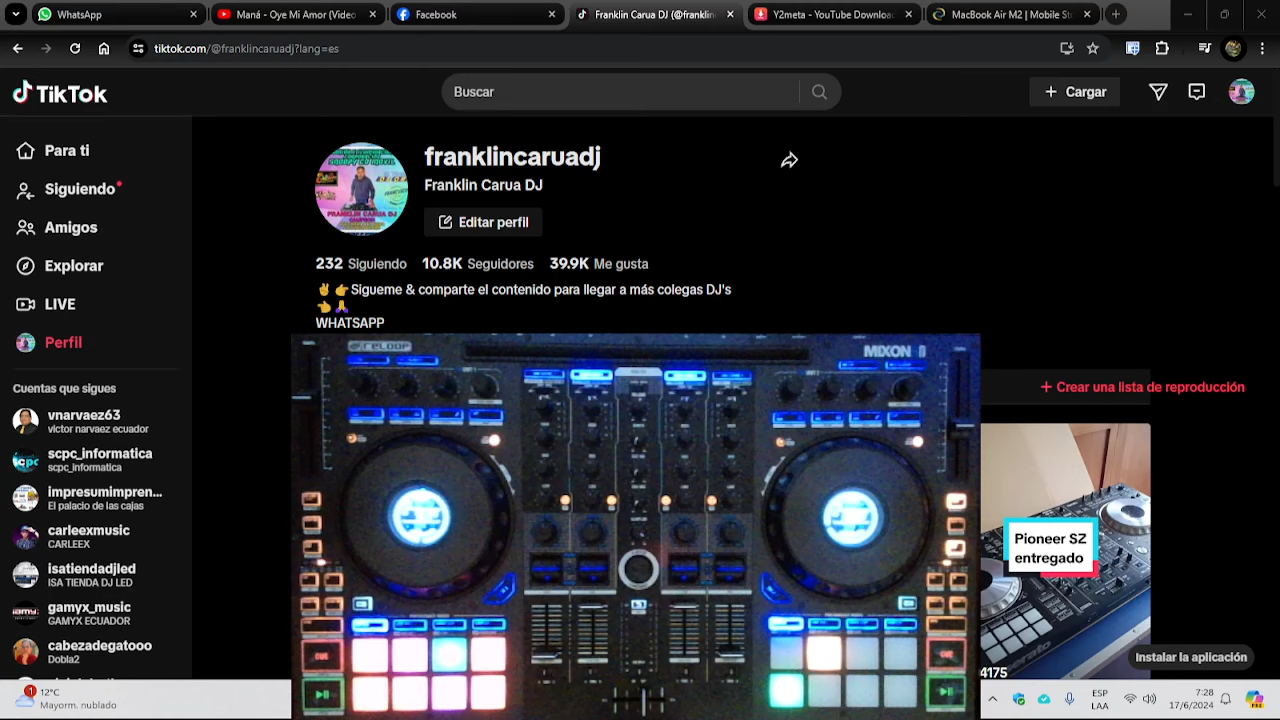 WhatsApp
Maná - Oye Mi Amor (Video
Facebook
Franklin Carua DJ (@franklin
Y2meta - YouTube Download
MacBook Air M2 | Mobile St
tiktok.com/@franklincaruadj?lang=es
TikTok
Buscar
Cargar
Para ti
Siguiendo
Amigos
Explorar
LIVE
Perfil
Cuentas que sigues
vnarvaez63
victor narvaez ecuador
scpc_informatica
scpc_informatica
impresumimpren...
El palacio de las cajas
carleexmusic
CARLEEX
isatiendadjled
ISA TIENDA DJ LED
gamyx_music
GAMYX ECUADOR
cabezadegatooo
franklincaruadj
Franklin Carua DJ
Editar perfil
232 Siguiendo 10.8K Seguidores 39.9K Me gusta
✌️👉Sigueme & comparte el contenido para llegar a más colegas DJ's
👈🙏
WHATSAPP
Crear una lista de reproducción
reloop
MIXON 8
CUE
CUE
Pioneer SZ
entregado
4175
Instalar la aplicación
12°C
Mayorm. nublado
ESP
LAA
7:28
17/6/2024